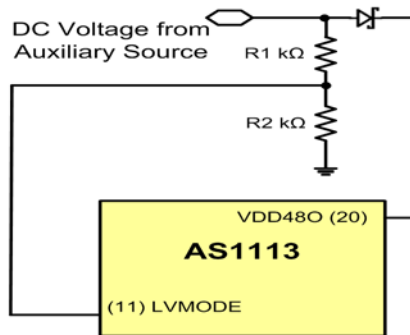 DC Voltage from
Auxiliary Source
R1 kΩ
R2 kΩ
VDD48O (20)
AS1113
(11) LVMODE